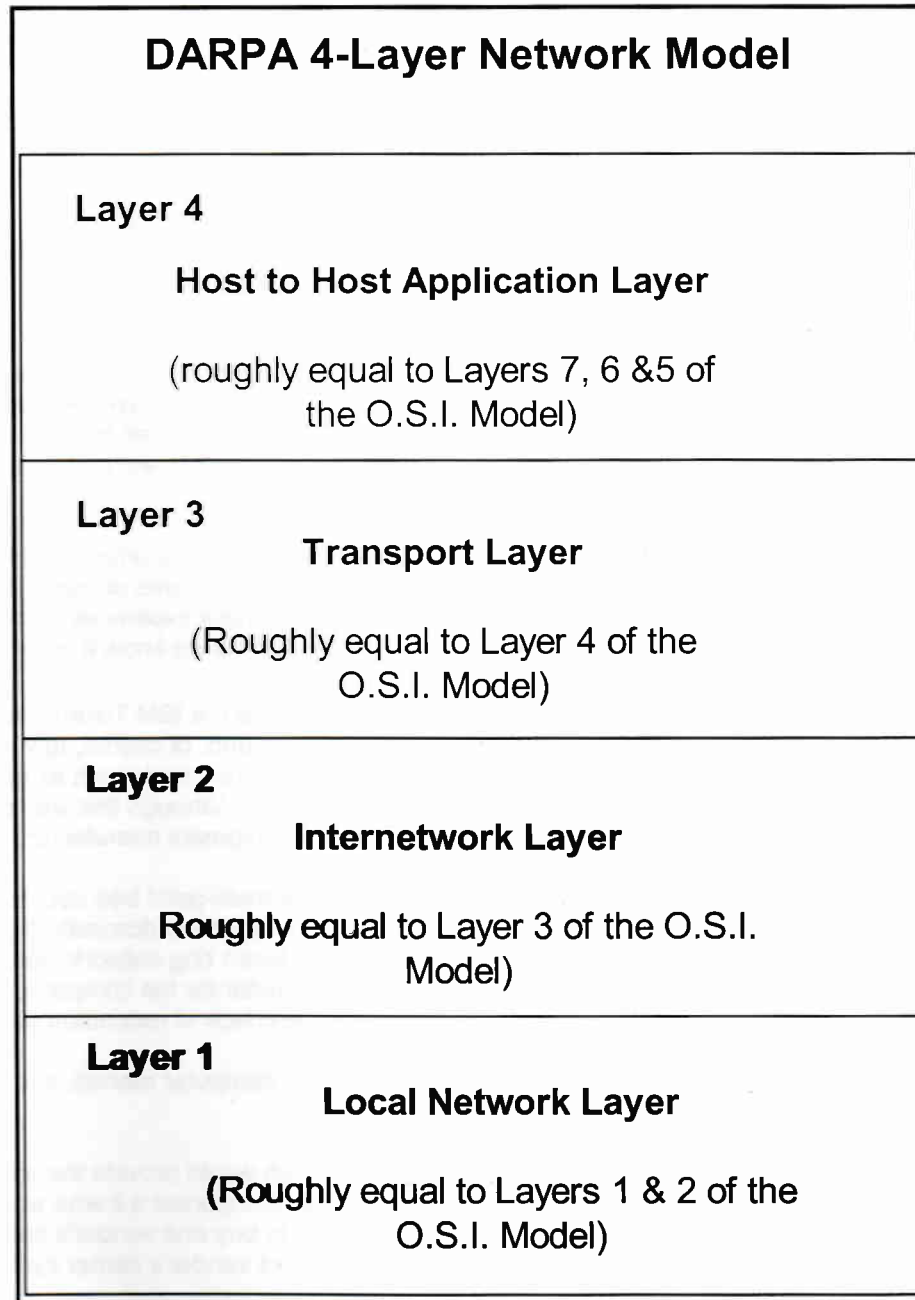 DARPA 4-Layer Network Model
Layer 4
Host to Host Application Layer
(roughly equal to Layers 7, 6 &5 of
the O.S.I. Model)
Layer 3
Transport Layer
(Roughly equal to Layer 4 of the
O.S.I. Model)
Layer 2
Internetwork Layer
Roughly equal to Layer 3 of the O.S.I.
Model)
Layer 1
Local Network Layer
(Roughly equal to Layers 1 & 2 of the
O.S.I. Model)